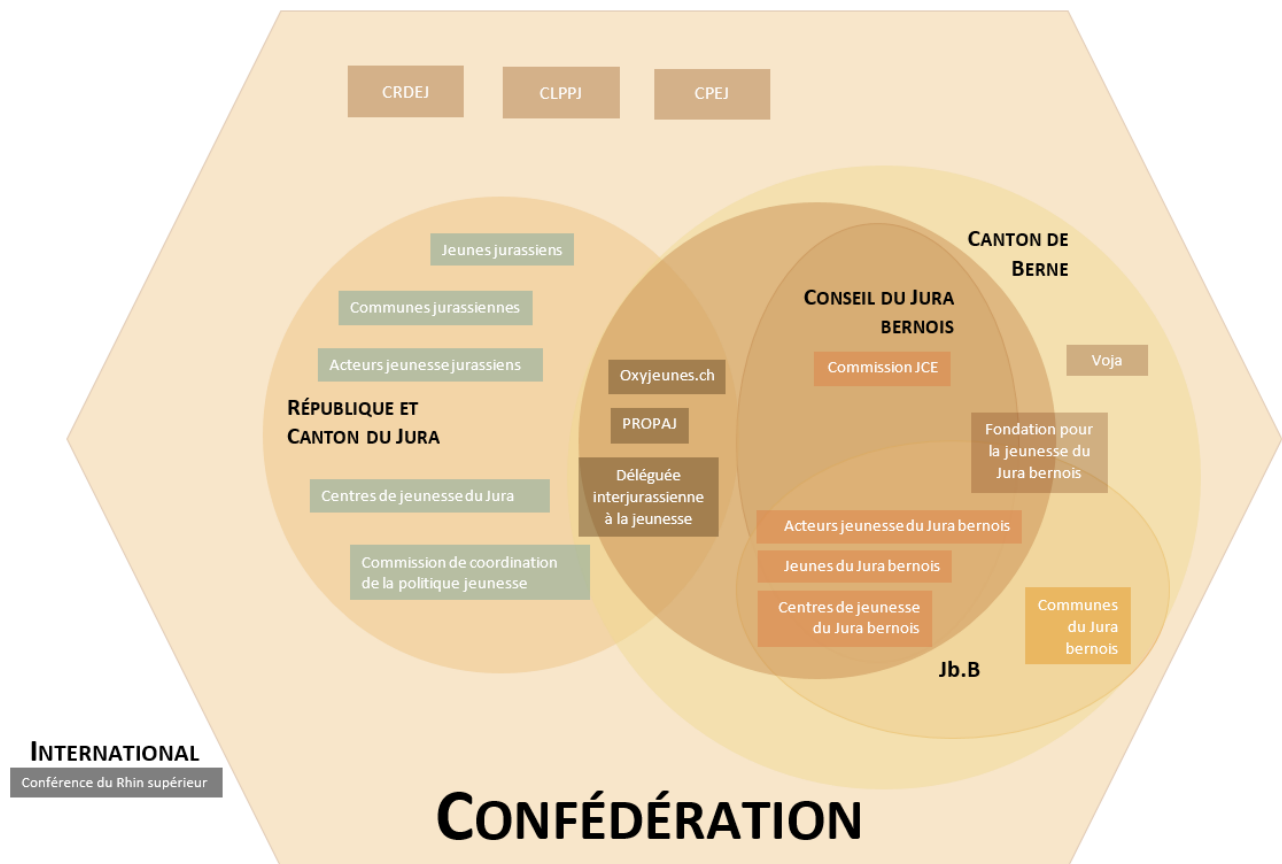 CRDEJ
CLPPJ
CPEJ
Jeunes jurassiens
Communes jurassiennes
Acteurs jeunesse jurassiens
RÉPUBLIQUE ET
CANTON DU JURA
Centres de jeunesse du Jura
Commission de coordination
de la politique jeunesse
Oxyjeunes.ch
PROPAJ
Déléguée
interjurassienne
à la jeunesse
CONSEIL DU JURA
BERNOIS
Commission JCE
CANTON DE
BERNE
Voja
Fondation pour
la jeunesse du
Jura bernois
Acteurs jeunesse du Jura bernois
Jeunes du Jura bernois
Centres de jeunesse
du Jura bernois
Communes
du Jura
bernois
Jb.B
INTERNATIONAL
Conférence du Rhin supérieur
CONFÉDÉRATION